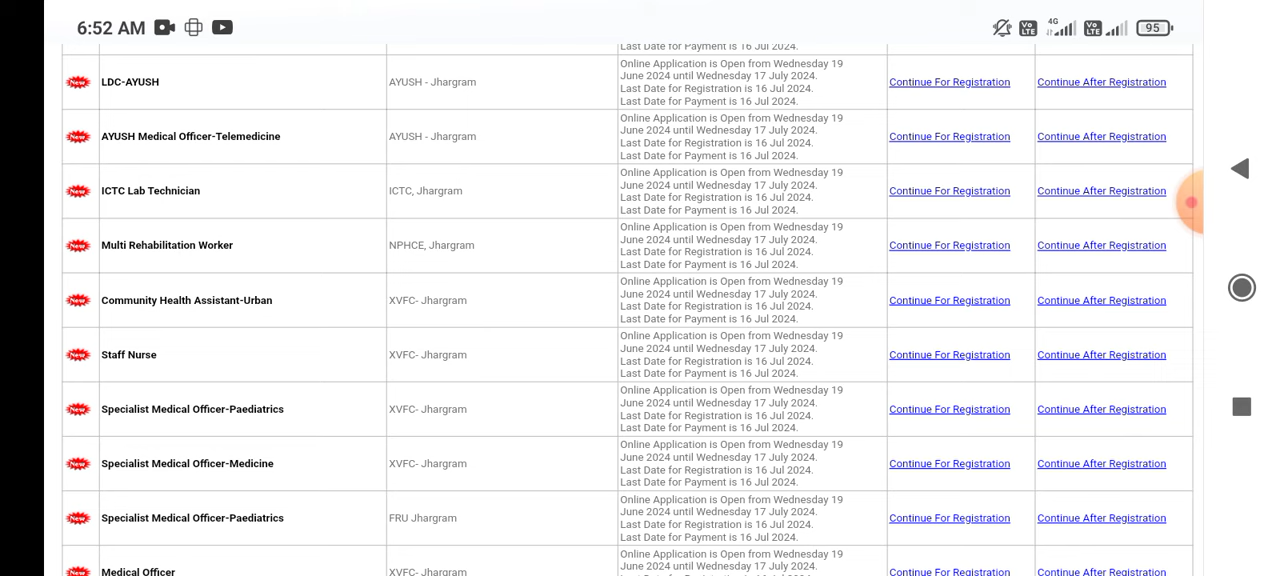 6:52 AM
Vo LTE 4G Vo LTE 95
Last Date for Payment is 16 Jul 2024.
New LDC-AYUSH AYUSH - Jhargram Online Application is Open from Wednesday 19
June 2024 until Wednesday 17 July 2024.
Last Date for Registration is 16 Jul 2024.
Last Date for Payment is 16 Jul 2024.
Continue For Registration Continue After Registration
New AYUSH Medical Officer-Telemedicine AYUSH - Jhargram Online Application is Open from Wednesday 19
June 2024 until Wednesday 17 July 2024.
Last Date for Registration is 16 Jul 2024.
Last Date for Payment is 16 Jul 2024.
Continue For Registration Continue After Registration
New ICTC Lab Technician ICTC, Jhargram Online Application is Open from Wednesday 19
June 2024 until Wednesday 17 July 2024.
Last Date for Registration is 16 Jul 2024.
Last Date for Payment is 16 Jul 2024.
Continue For Registration Continue After Registration
New Multi Rehabilitation Worker NPHCE, Jhargram Online Application is Open from Wednesday 19
June 2024 until Wednesday 17 July 2024.
Last Date for Registration is 16 Jul 2024.
Last Date for Payment is 16 Jul 2024.
Continue For Registration Continue After Registration
New Community Health Assistant-Urban XVFC- Jhargram Online Application is Open from Wednesday 19
June 2024 until Wednesday 17 July 2024.
Last Date for Registration is 16 Jul 2024.
Last Date for Payment is 16 Jul 2024.
Continue For Registration Continue After Registration
New Staff Nurse XVFC- Jhargram Online Application is Open from Wednesday 19
June 2024 until Wednesday 17 July 2024.
Last Date for Registration is 16 Jul 2024.
Last Date for Payment is 16 Jul 2024.
Continue For Registration Continue After Registration
New Specialist Medical Officer-Paediatrics XVFC- Jhargram Online Application is Open from Wednesday 19
June 2024 until Wednesday 17 July 2024.
Last Date for Registration is 16 Jul 2024.
Last Date for Payment is 16 Jul 2024.
Continue For Registration Continue After Registration
New Specialist Medical Officer-Medicine XVFC- Jhargram Online Application is Open from Wednesday 19
June 2024 until Wednesday 17 July 2024.
Last Date for Registration is 16 Jul 2024.
Last Date for Payment is 16 Jul 2024.
Continue For Registration Continue After Registration
New Specialist Medical Officer-Paediatrics FRU Jhargram Online Application is Open from Wednesday 19
June 2024 until Wednesday 17 July 2024.
Last Date for Registration is 16 Jul 2024.
Last Date for Payment is 16 Jul 2024.
Continue For Registration Continue After Registration
New Medical Officer XVFC- Jhargram Online Application is Open from Wednesday 19
June 2024 until Wednesday 17 July 2024.
Continue For Registration Continue After Registration